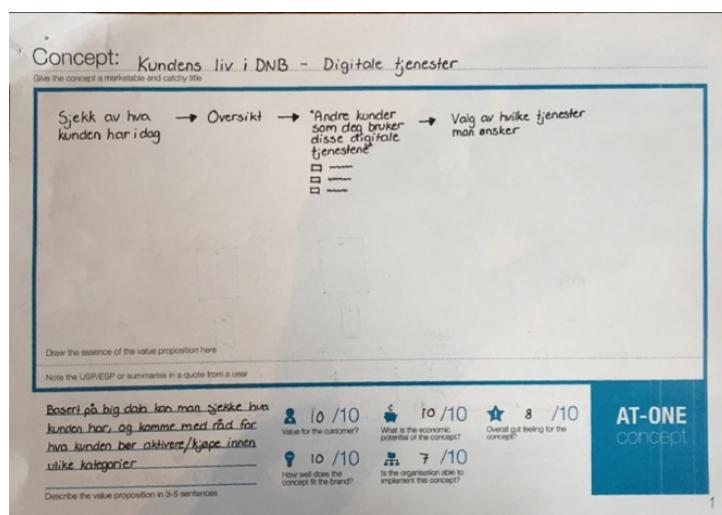 Concept: Kundens liv i DNB - Digitale tjenester
Give the concept a marketable and catchy title
Sjekk av hva
kunden har i dag
→ Oversikt →
"Andre kunder
som deg bruker
disse digitale
tjenestene"
→ Valg av hvilke tjenester
man ønsker
Draw the essence of the value proposition here
Note the USP/ESP or summarise in a quote from a user
Basert på big data kan man sjekke hva
kunden har, og komme med råd for
hva kunden bør aktivere/kjøpe innen
ulike kategorier
Describe the value proposition in 3-5 sentences
10 /10
Value for the customer?
10 /10
What is the economic
potential of the concept?
8 /10
Overall gut feeling for the
concept?
10 /10
How well does the
concept fit the brand?
7 /10
Is the organisation able to
implement this concept?
AT-ONE
concept
1